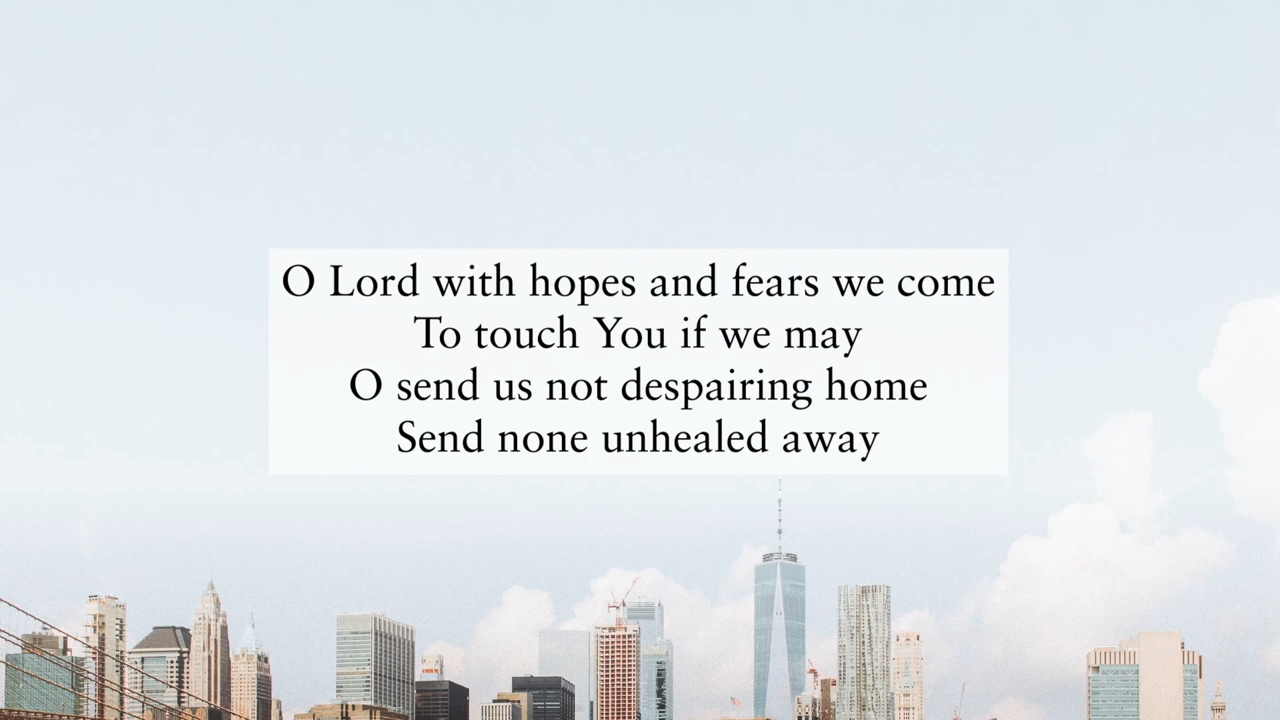 O Lord with hopes and fears we come
To touch You if we may
O send us not despairing home
Send none unhealed away